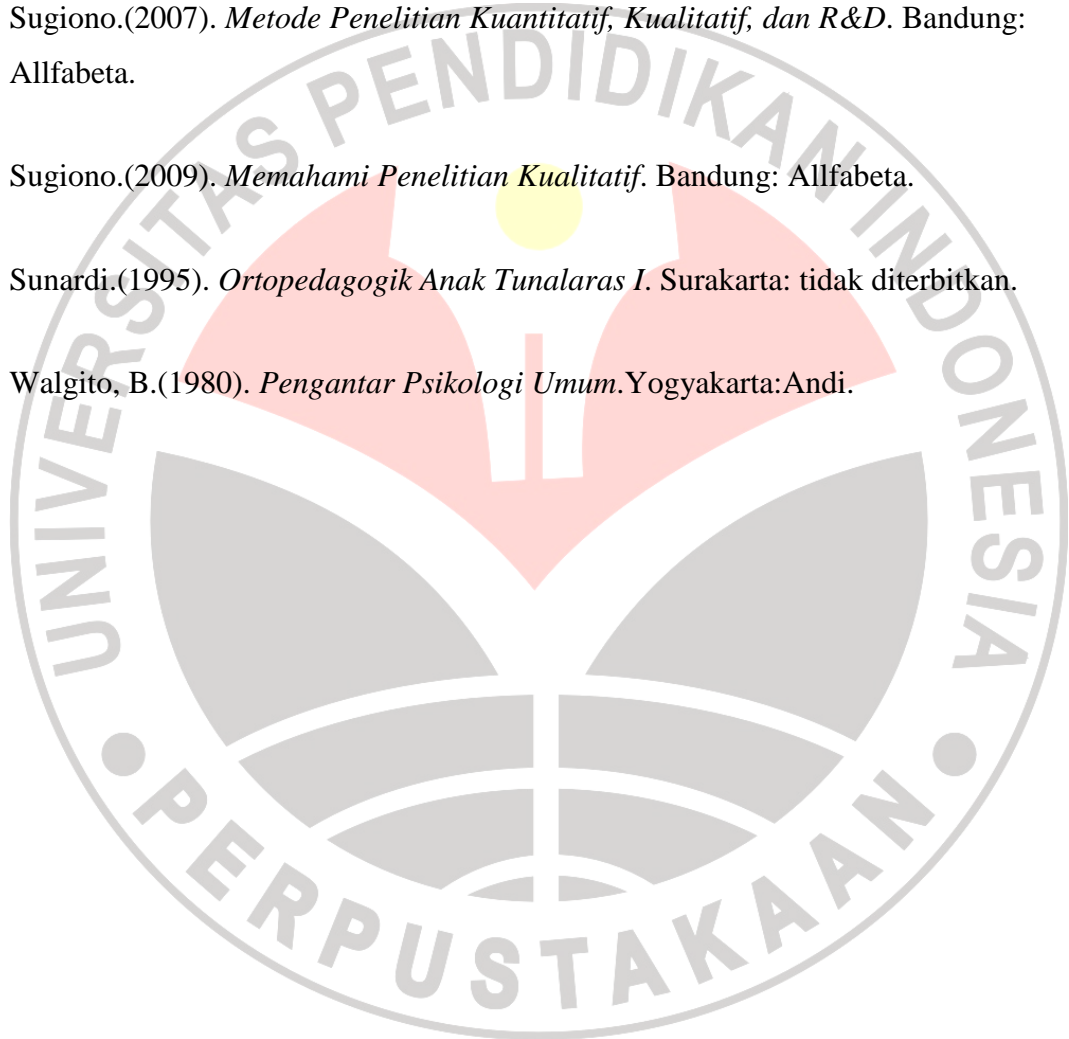 Sugiono.(2007). Metode Penelitian Kuantitatif, Kualitatif, dan R&D. Bandung:
Allfabeta.
Sugiono.(2009). Memahami Penelitian Kualitatif. Bandung: Allfabeta.
Sunardi.(1995). Ortopedagogik Anak Tunalaras I. Surakarta: tidak diterbitkan.
Walgito, B.(1980). Pengantar Psikologi Umum.Yogyakarta:Andi.
UNIVERSITAS PENDIDIKAN INDONESIA
PERPUSTAKAAN